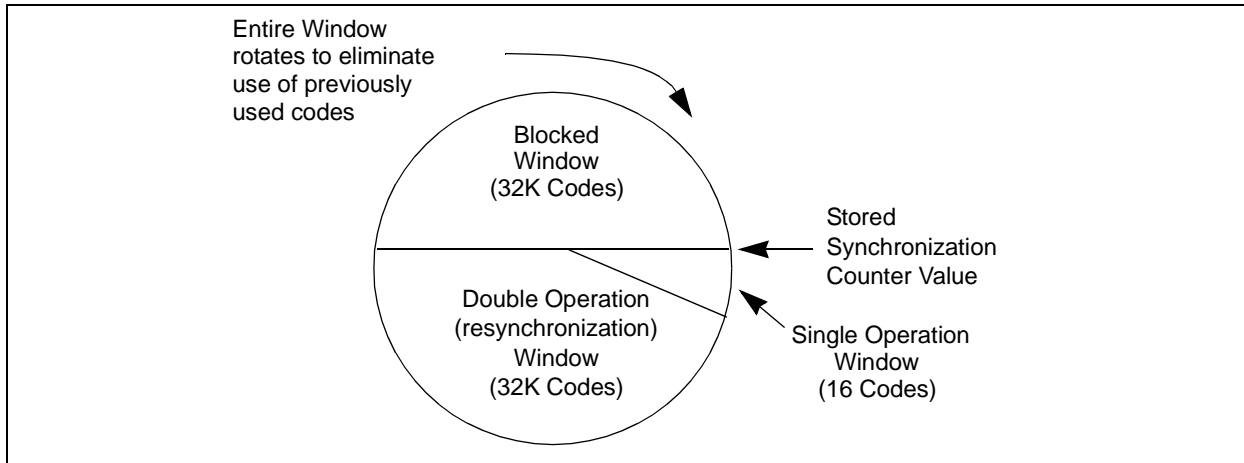 Entire Window
rotates to eliminate
use of previously
used codes
Blocked
Window
(32K Codes)
Stored
Synchronization
Counter Value
Double Operation
(resynchronization)
Window
(32K Codes)
Single Operation
Window
(16 Codes)